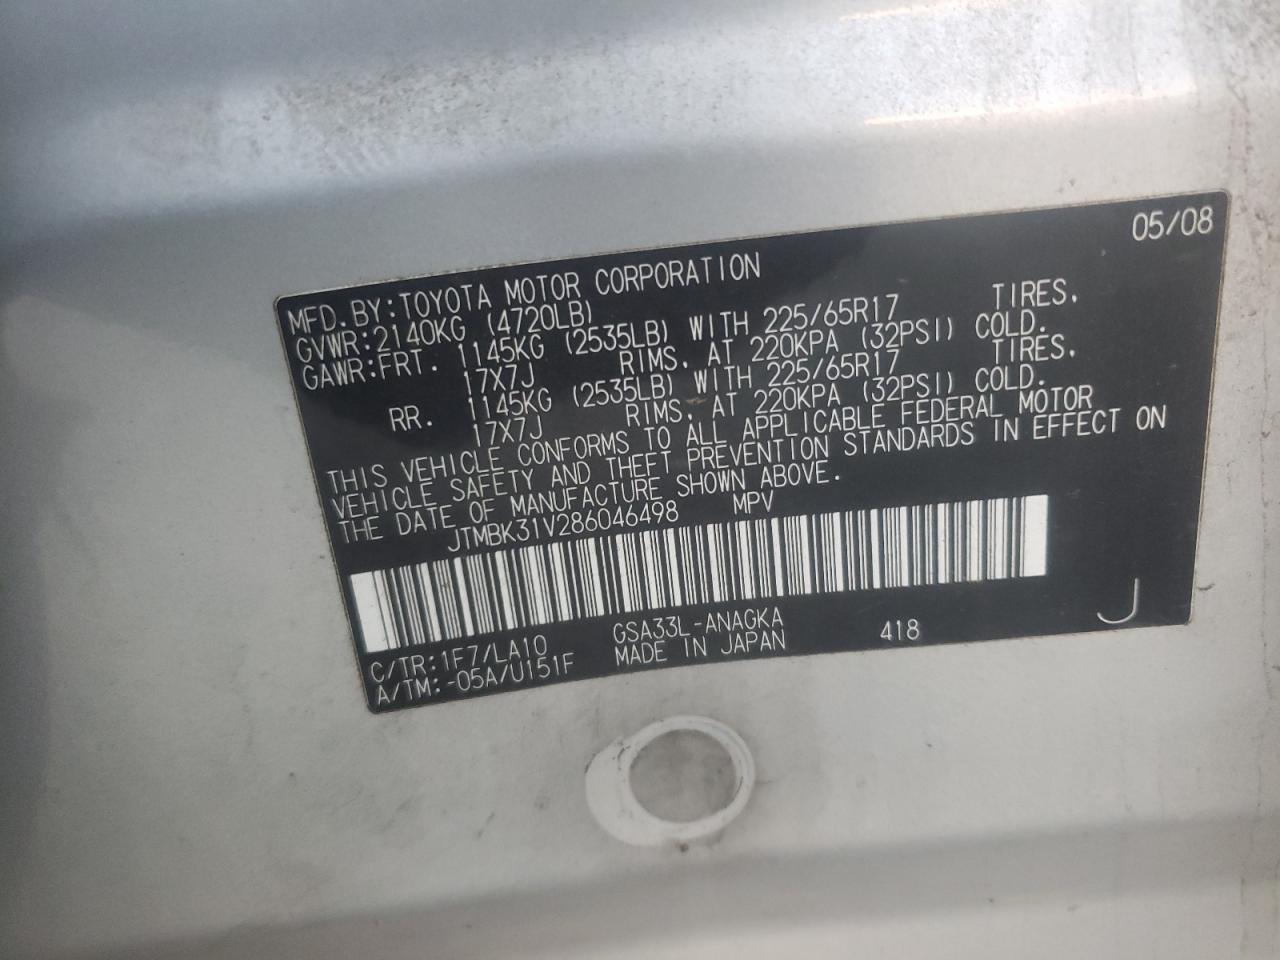 05/08
MFD. BY: TOYOTA MOTOR CORPORATION
GVWR: 2140KG (4720LB)
GAWR: FRT. 1145KG (2535LB) WITH 225/65R17 TIRES,
17X7J RIMS, AT 220KPA (32PSI) COLD.
RR. 1145KG (2535LB) WITH 225/65R17 TIRES,
17X7J RIMS, AT 220KPA (32PSI) COLD.
THIS VEHICLE CONFORMS TO ALL APPLICABLE FEDERAL MOTOR
VEHICLE SAFETY AND THEFT PREVENTION STANDARDS IN EFFECT ON
THE DATE OF MANUFACTURE SHOWN ABOVE.
JTMBK31V286046498 MPV
C/TR: 1F7/LA10 GSA33L-ANAGKA 418 J
A/TM: -05A/U151F MADE IN JAPAN